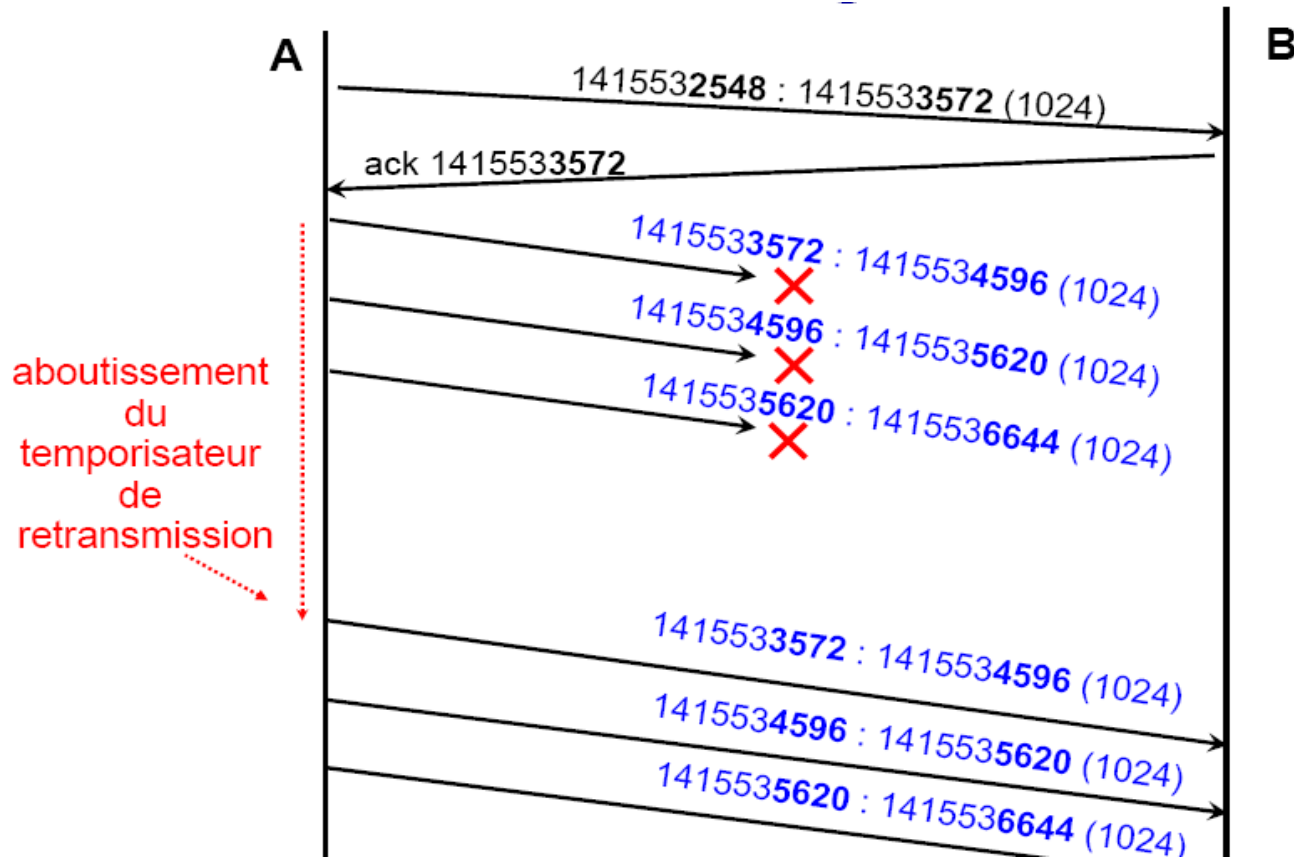 A
B
1415532548 : 1415533572 (1024)
ack 1415533572
1415533572 : 1415534596 (1024)
1415534596 : 1415535620 (1024)
1415535620 : 1415536644 (1024)
aboutissement
du
temporisateur
de
retransmission
1415533572 : 1415534596 (1024)
1415534596 : 1415535620 (1024)
1415535620 : 1415536644 (1024)